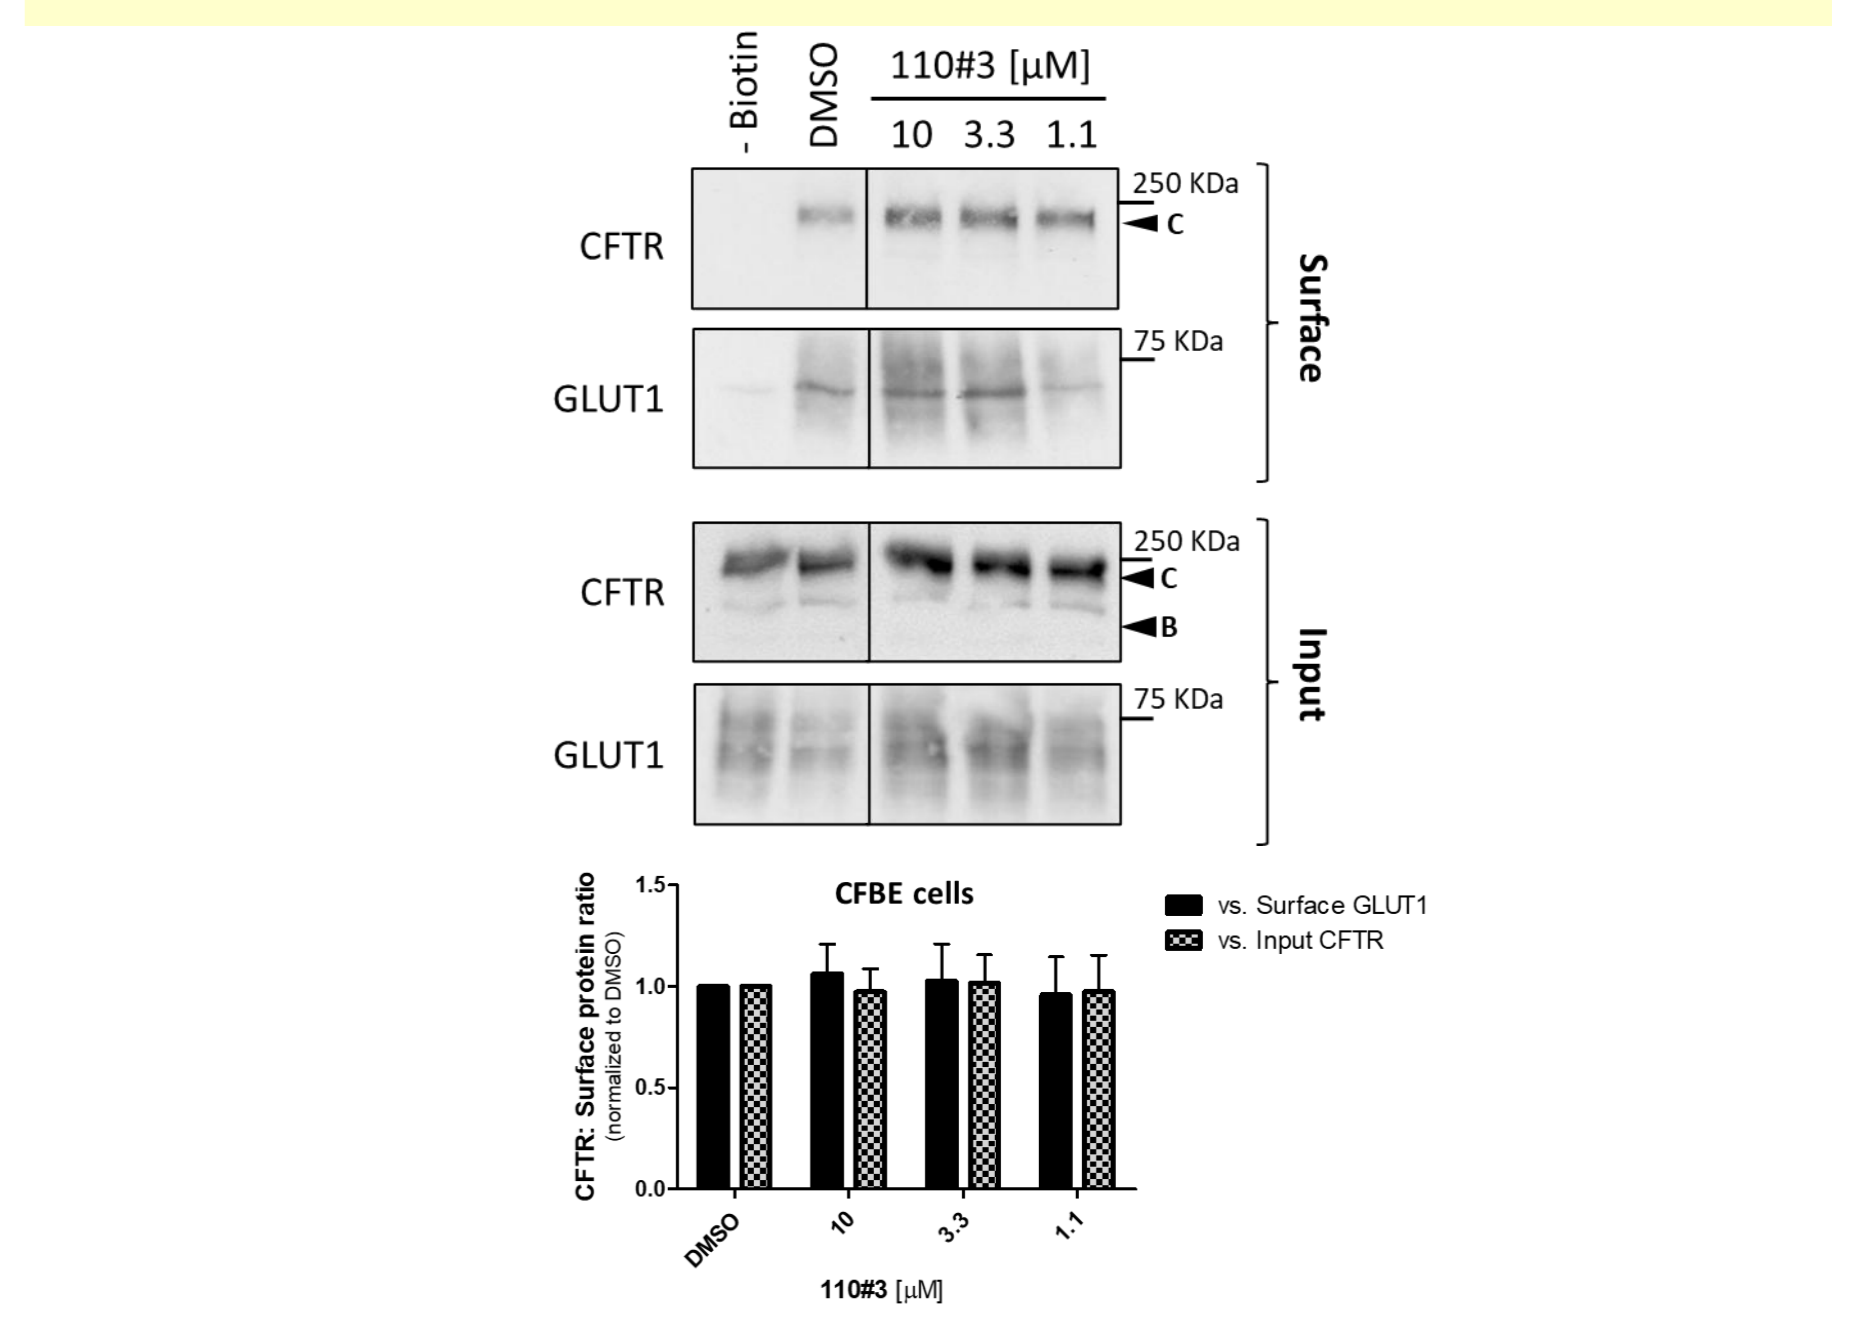 - Biotin
DMSO
110#3 [µM]
10 3.3 1.1
250 KDa
C
CFTR
75 KDa
GLUT1
Surface
250 KDa
C
CFTR
B
75 KDa
GLUT1
Input
CFBE cells
CFTR: Surface protein ratio
(normalized to DMSO)
1.5
1.0
0.5
0.0
DMSO
10
3.3
1.1
110#3 [µM]
vs. Surface GLUT1
vs. Input CFTR